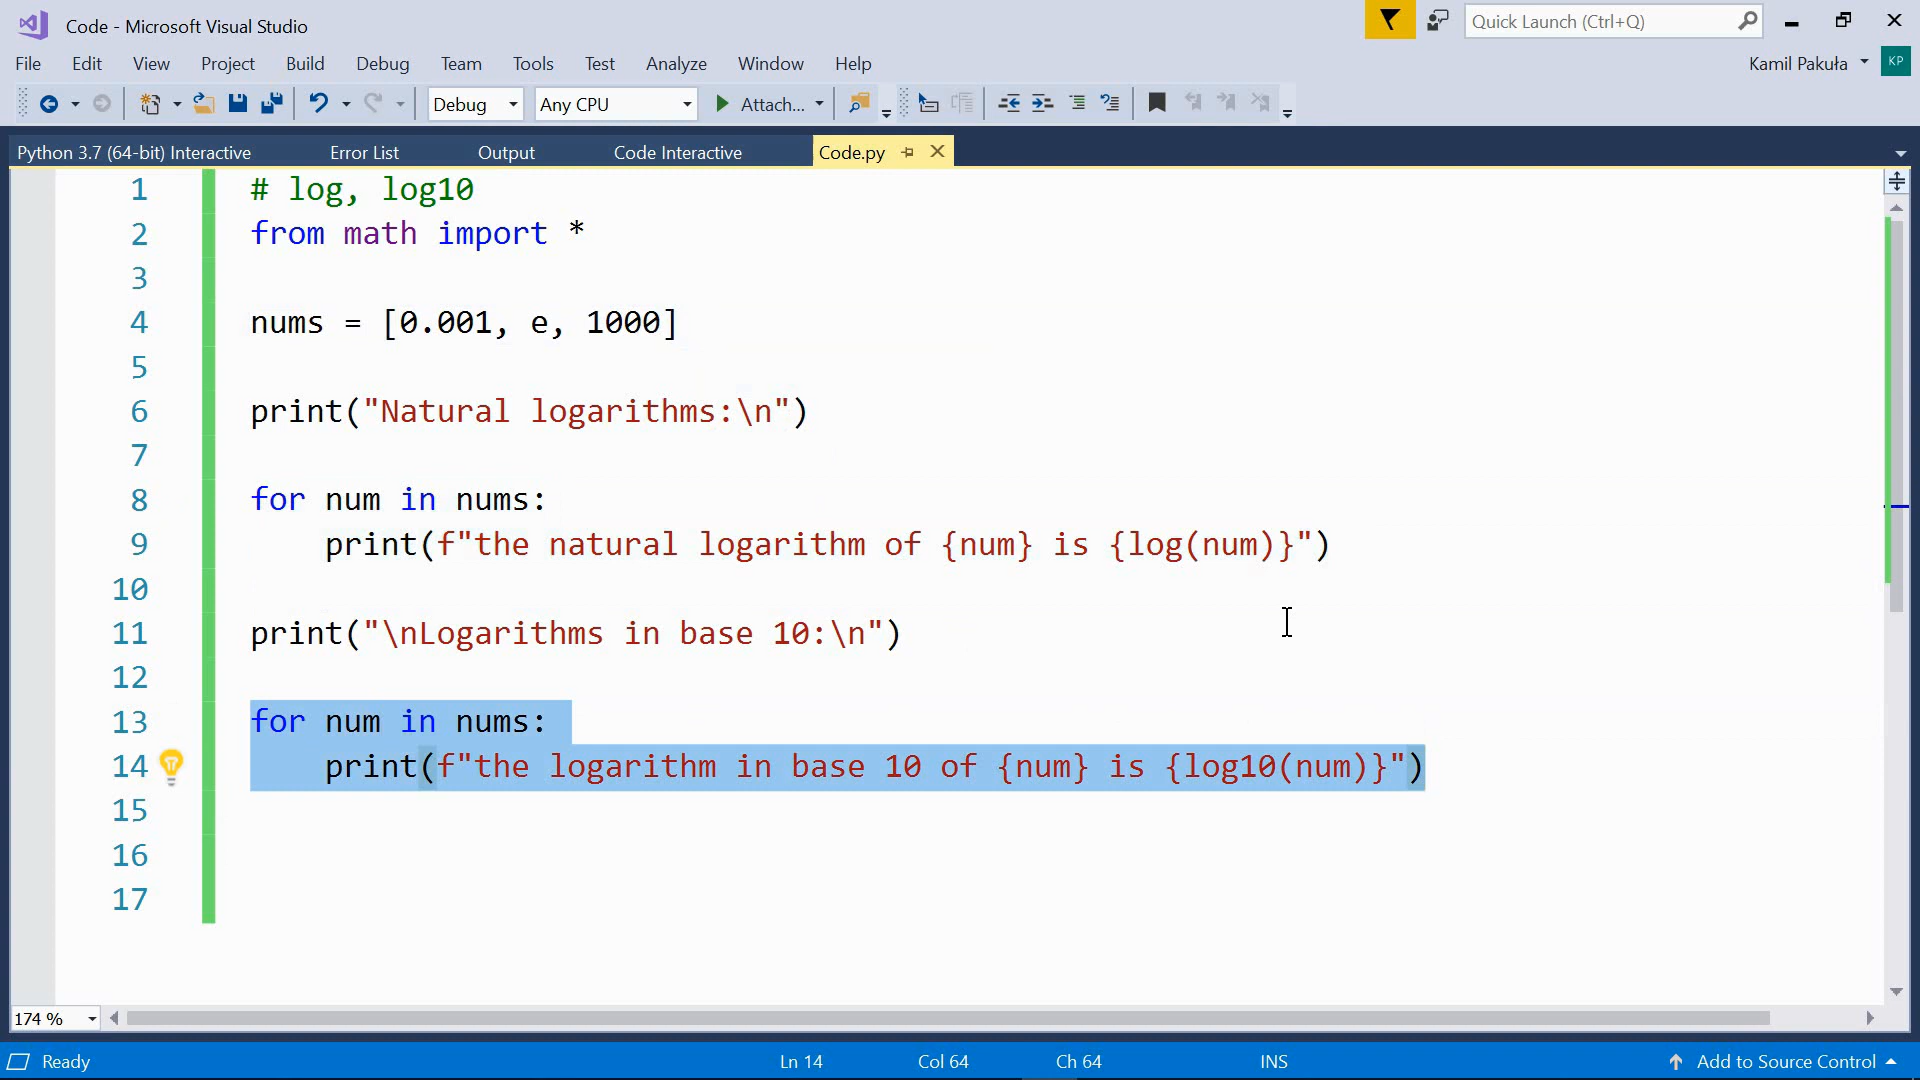 Code - Microsoft Visual Studio
Quick Launch (Ctrl+Q)
File Edit View Project Build Debug Team Tools Test Analyze Window Help
Kamil Pakuła KP
Debug Any CPU Attach...
Python 3.7 (64-bit) Interactive Error List Output Code Interactive Code.py
1 # log, log10
2 from math import *
3
4 nums = [0.001, e, 1000]
5
6 print("Natural logarithms:\n")
7
8 for num in nums:
9 print(f"the natural logarithm of {num} is {log(num)}")
10
11 print("\nLogarithms in base 10:\n")
12
13 for num in nums:
14 print(f"the logarithm in base 10 of {num} is {log10(num)}")
15
16
17
174 %
Ready Ln 14 Col 64 Ch 64 INS Add to Source Control